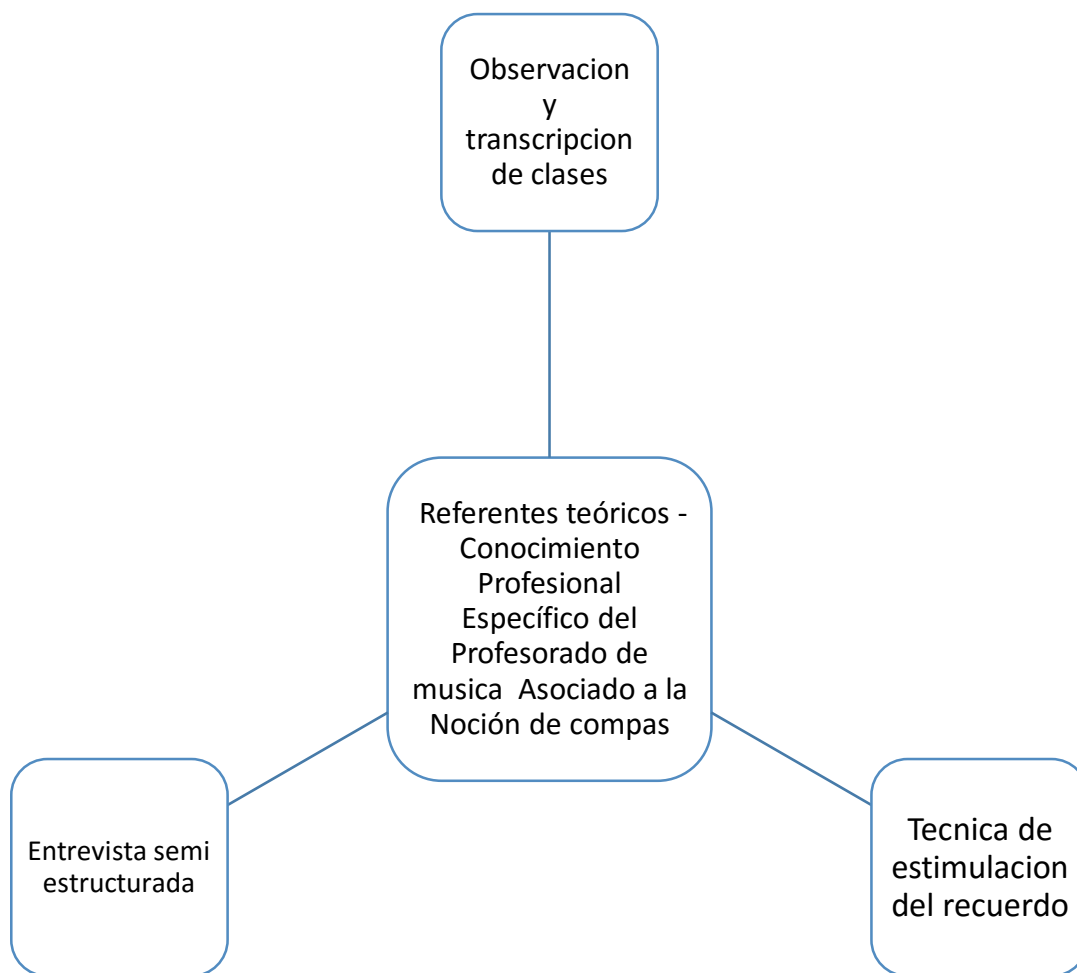 Observacion
y
transcripcion
de clases
Referentes teóricos -
Conocimiento
Profesional
Específico del
Profesorado de
musica Asociado a la
Noción de compas
Entrevista semi
estructurada
Tecnica de
estimulacion
del recuerdo